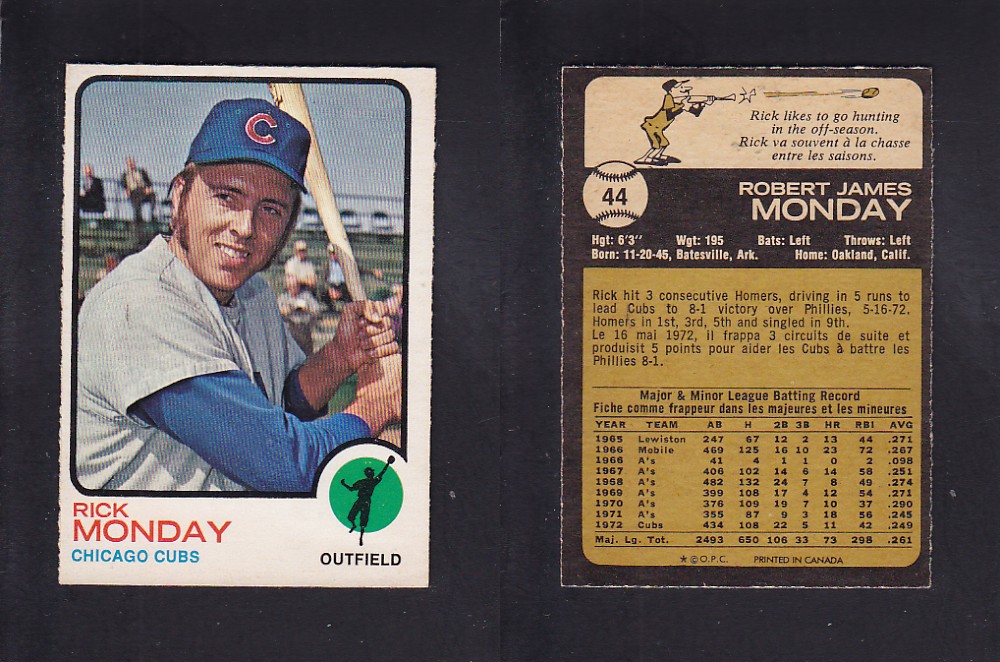 C
RICK
MONDAY
CHICAGO CUBS
OUTFIELD
Rick likes to go hunting
in the off-season.
Rick va souvent à la chasse
entre les saisons.
44
ROBERT JAMES
MONDAY
Hgt: 6'3" Wgt: 195 Bats: Left Throws: Left
Born: 11-20-45, Batesville, Ark. Home: Oakland, Calif.
Rick hit 3 consecutive Homers, driving in 5 runs to
lead Cubs to 8-1 victory over Phillies, 5-16-72.
Homers in 1st, 3rd, 5th and singled in 9th.
Le 16 mai 1972, il frappa 3 circuits de suite et
produisit 5 points pour aider les Cubs à battre les
Phillies 8-1.
Major & Minor League Batting Record
Fiche comme frappeur dans les majeures et les mineures
YEAR TEAM AB H 2B 3B HR RBI AVG
1965 Lewiston 247 67 12 2 13 44 .271
1966 Mobile 469 125 16 10 23 72 .267
1966 A's 41 4 1 1 0 2 .098
1967 A's 406 102 14 6 14 58 .251
1968 A's 482 132 24 7 8 49 .274
1969 A's 399 108 17 4 12 54 .271
1970 A's 376 109 19 7 10 37 .290
1971 A's 355 87 9 3 18 56 .245
1972 Cubs 434 108 22 5 11 42 .249
Maj. Lg. Tot. 2493 650 106 33 73 298 .261
★ © O.P.C. PRINTED IN CANADA